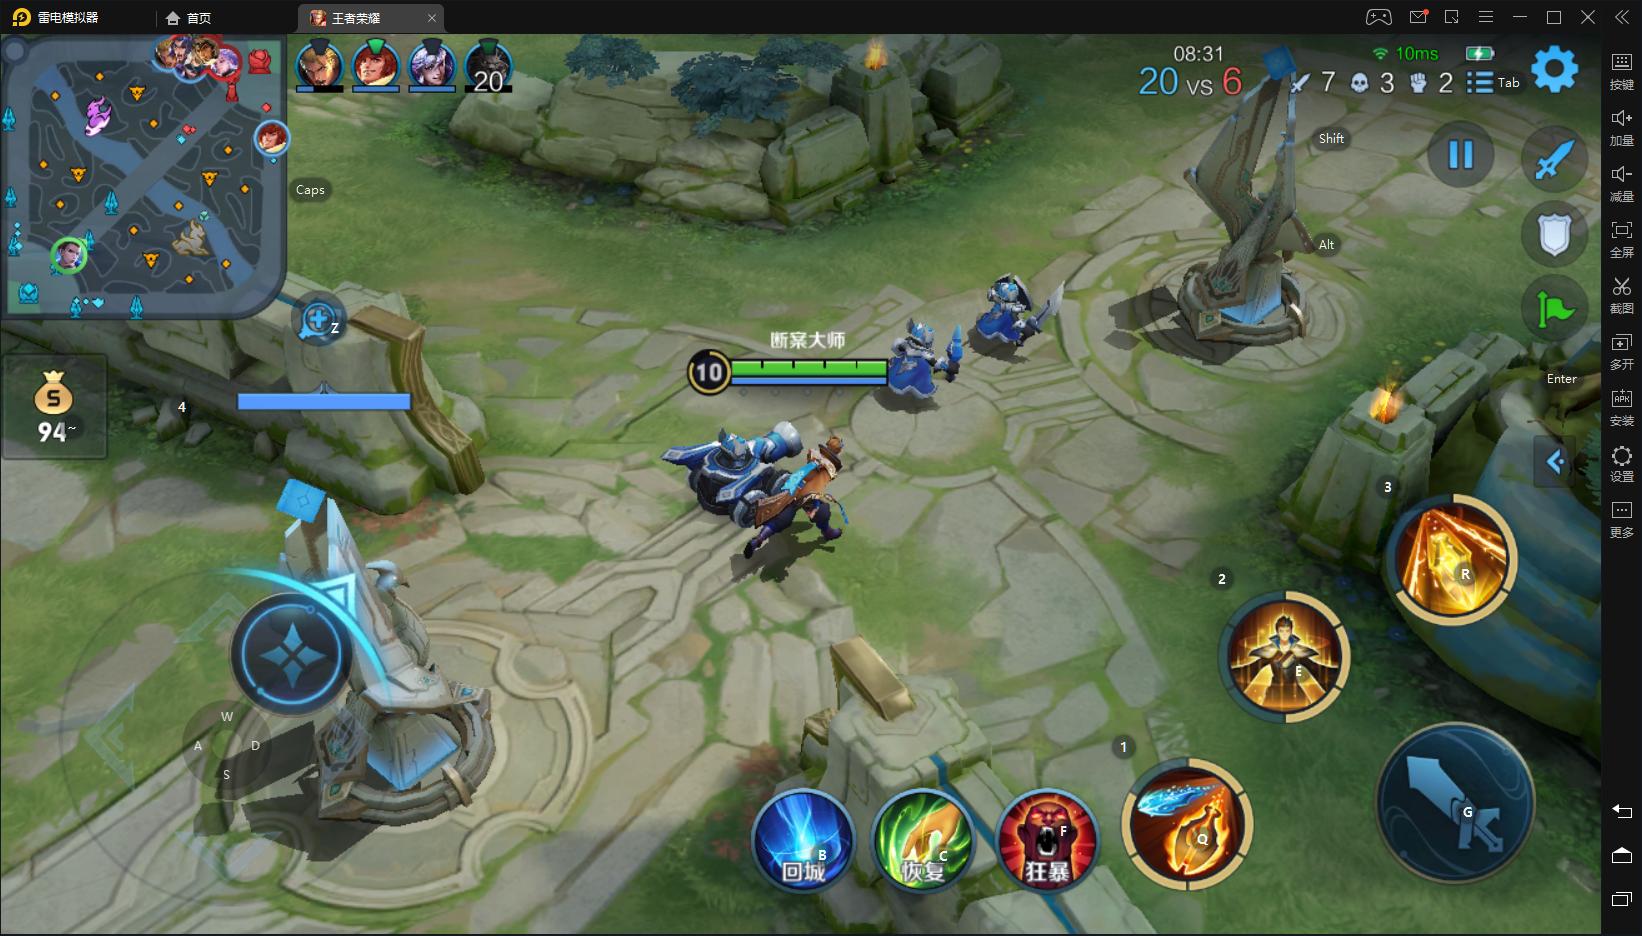 雷电模拟器
首页
王者荣耀
20
08:31
10ms
20 vs 6
7
3
2
Tab
按键
加量
减量
全屏
截图
多开
安装
设置
更多
APK
Shift
Caps
Alt
Z
断案大师
10
Enter
4
S
94~
3
R
2
E
W
A
D
S
1
Q
G
B
回城
C
恢复
F
狂暴